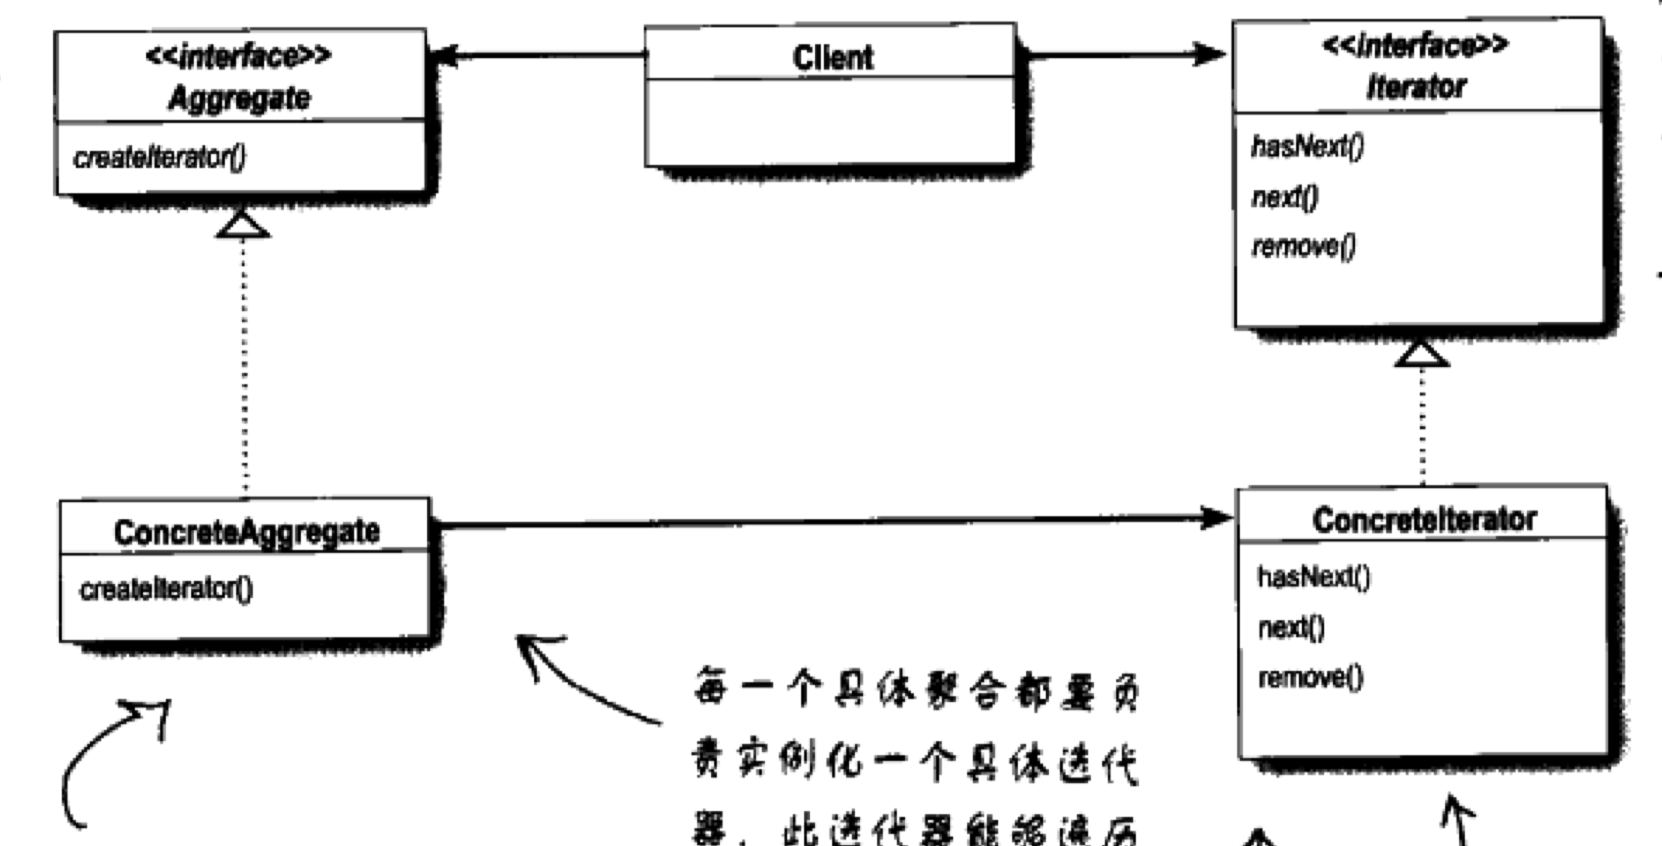 <<interface>>
Aggregate
createIterator()
Client
<<interface>>
Iterator
hasNext()
next()
remove()
ConcreteAggregate
createIterator()
ConcreteIterator
hasNext()
next()
remove()
每一个具体聚合都要负
责实例化一个具体迭代
器，此迭代器能够遍历